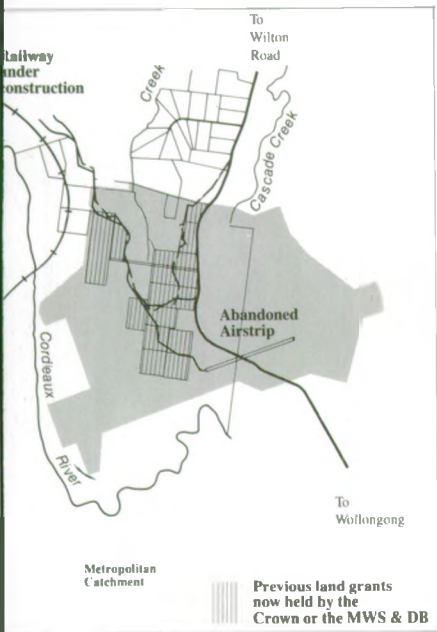 To
Wilton
Road
Railway
under
construction
Creek
Cascade Creek
Abandoned
Airstrip
Cordeaux
River
To
Wollongong
Metropolitan
Catchment
Previous land grants
now held by the
Crown or the MWS & DB